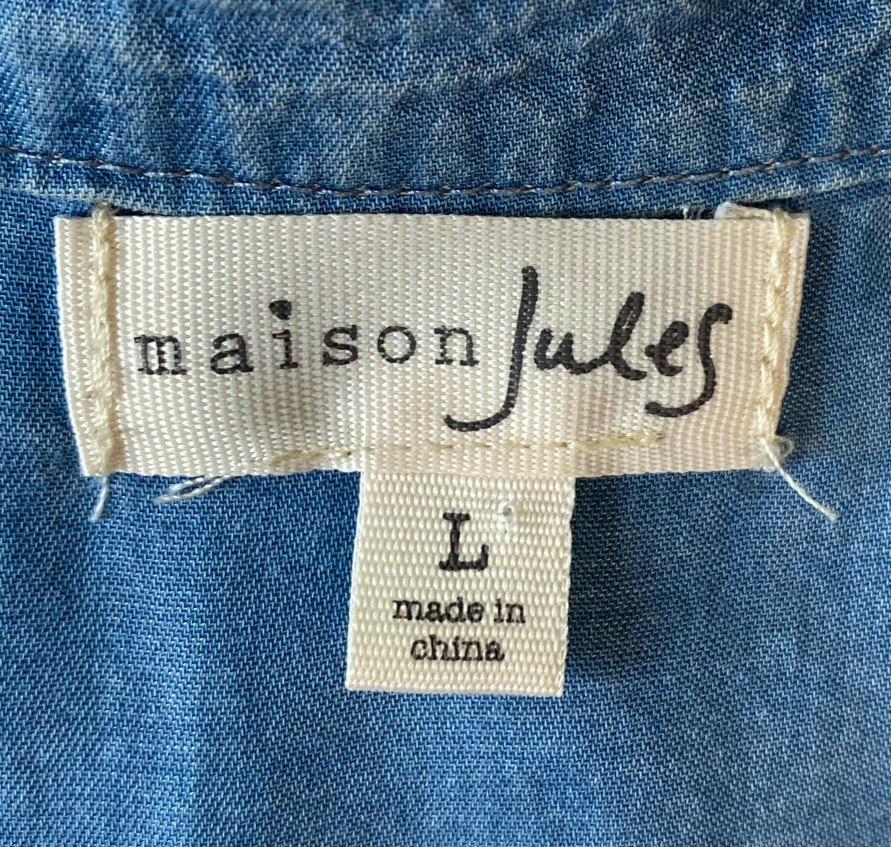 maison Jules
L
made in
china